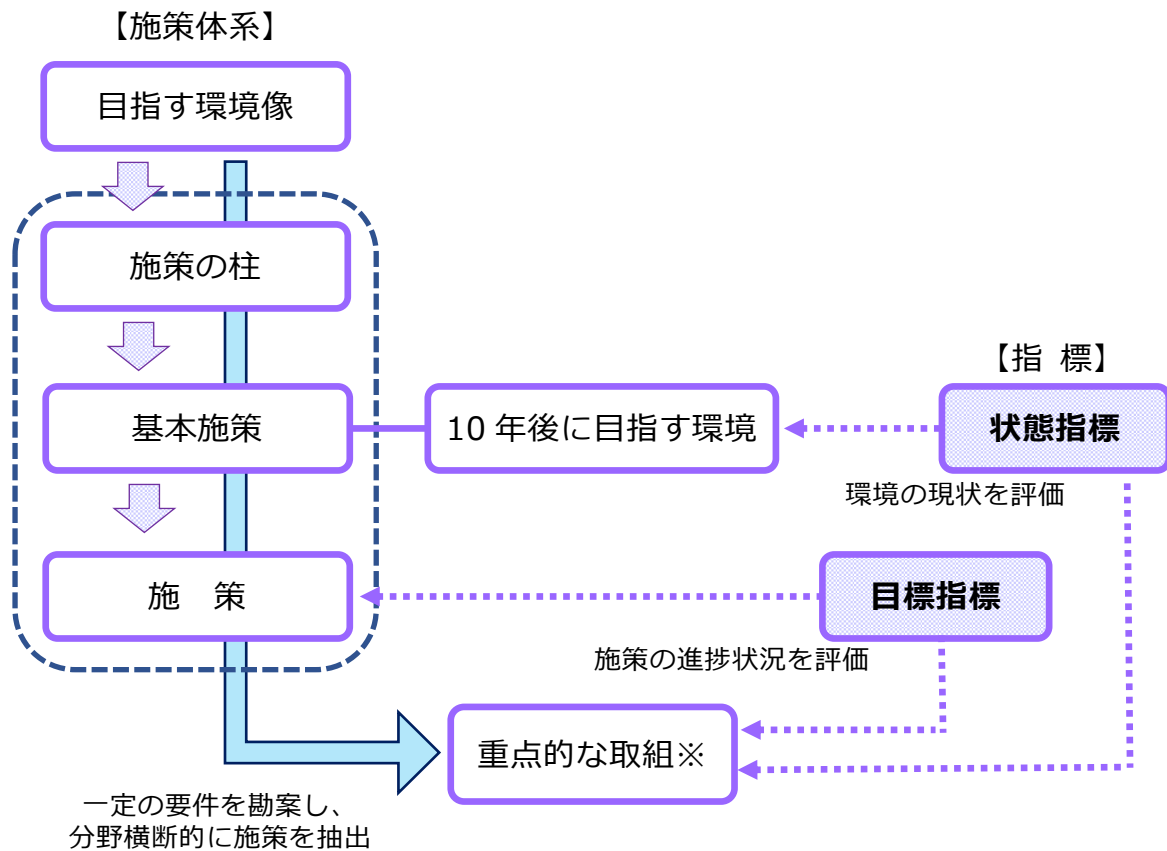 【施策体系】
目指す環境像
施策の柱
【指 標】
基本施策
10 年後に目指す環境
状態指標
環境の現状を評価
施　策
目標指標
施策の進捗状況を評価
重点的な取組※
一定の要件を勘案し、
分野横断的に施策を抽出